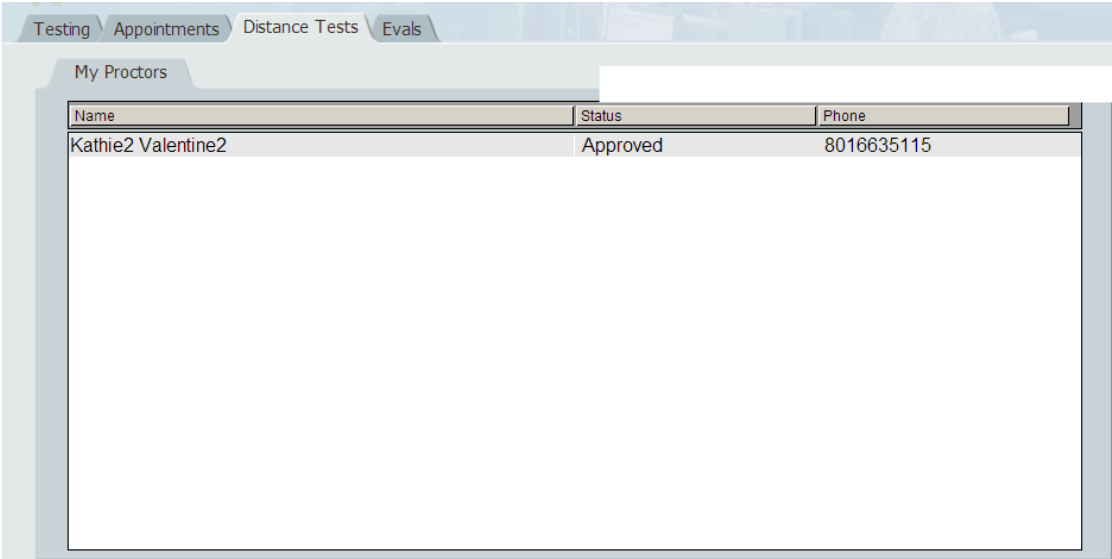 Testing Appointments Distance Tests Evals
My Proctors
Name Status Phone
Kathie2 Valentine2 Approved 8016635115